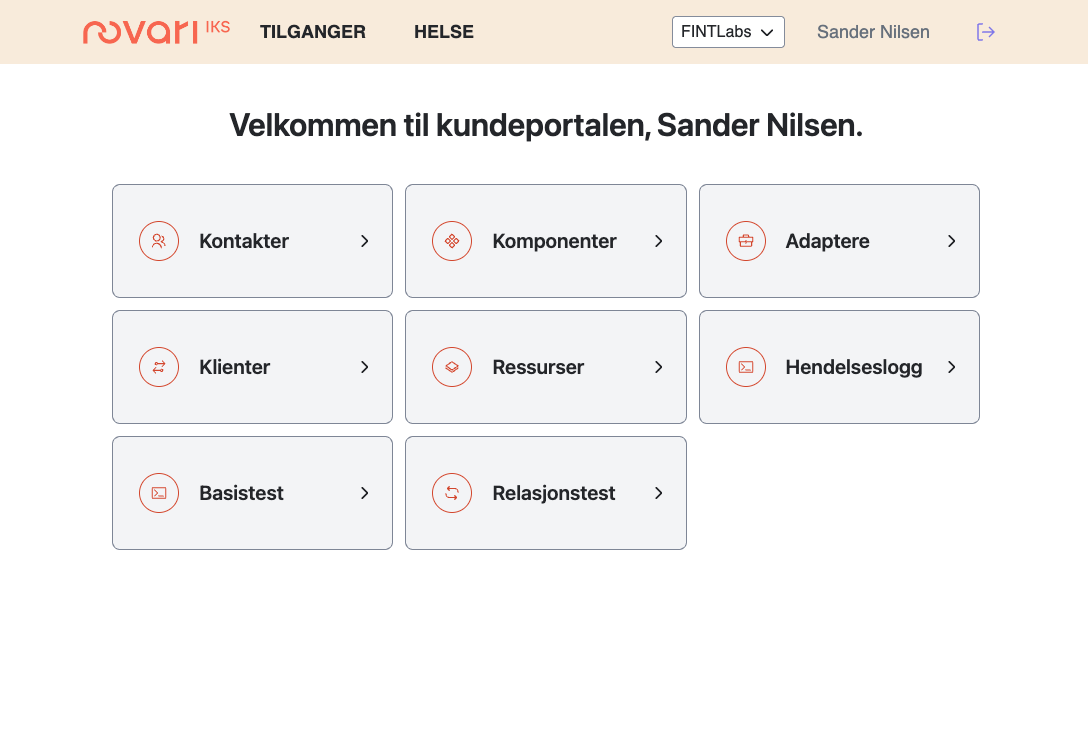 novari IKS TILGANGER HELSE FINTLabs Sander Nilsen
Velkommen til kundeportalen, Sander Nilsen.
Kontakter Komponenter Adaptere
Klienter Ressurser Hendelseslogg
Basistest Relasjonstest